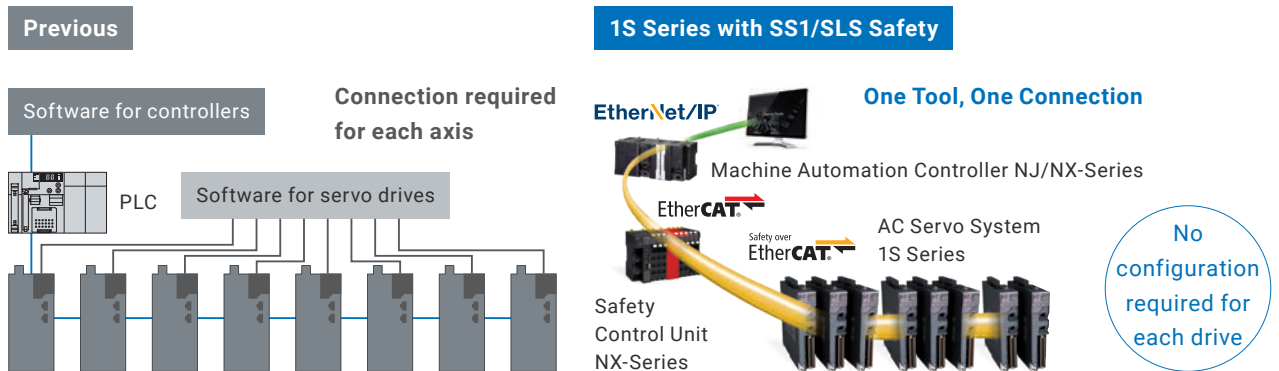 Previous
Software for controllers
Connection required
for each axis
PLC
Software for servo drives
1S Series with SS1/SLS Safety
EtherNet/IP
One Tool, One Connection
Machine Automation Controller NJ/NX-Series
EtherCAT®
Safety over
EtherCAT®
AC Servo System
1S Series
Safety
Control Unit
NX-Series
No
configuration
required for
each drive